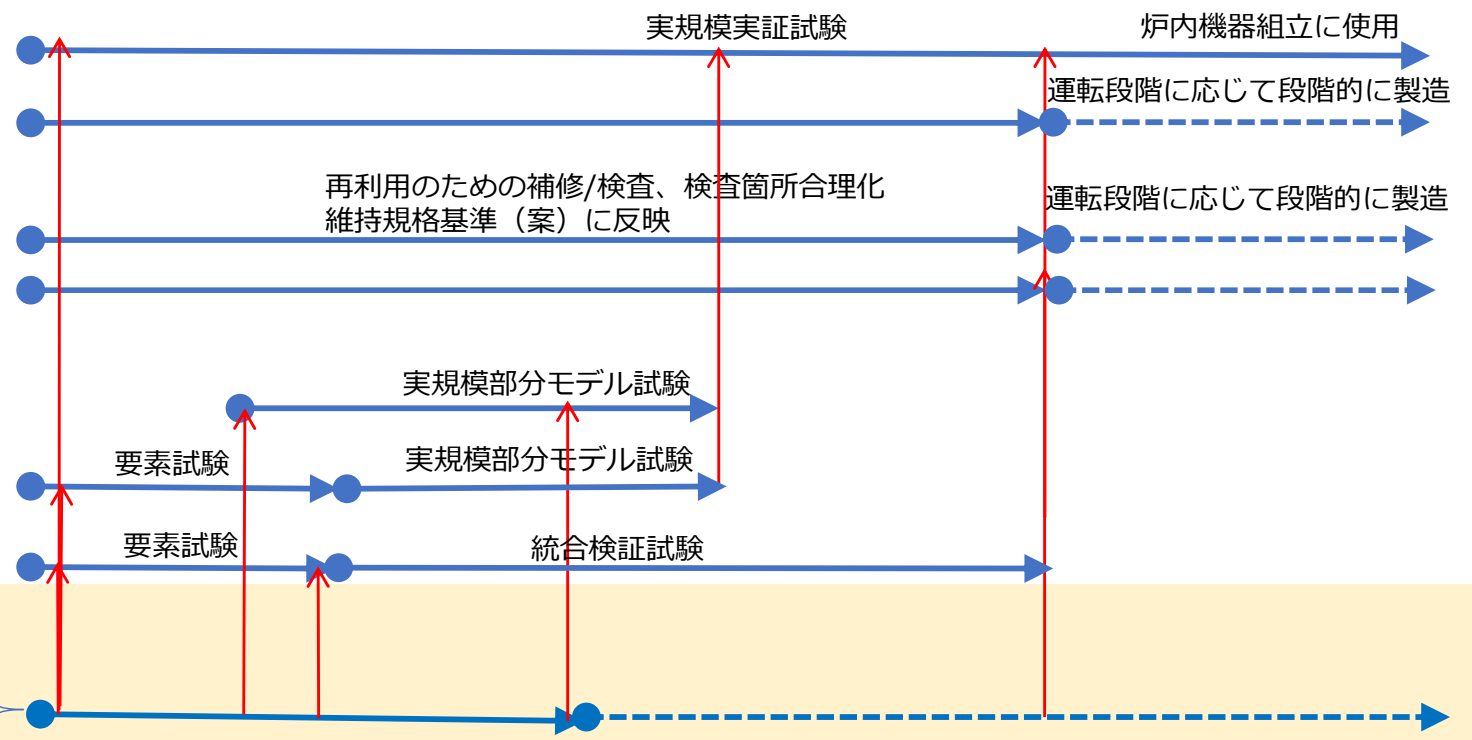 実規模実証試験
炉内機器組立に使用
運転段階に応じて段階的に製造
再利用のための補修/検査、検査箇所合理化
維持規格基準（案）に反映
運転段階に応じて段階的に製造
実規模部分モデル試験
要素試験
実規模部分モデル試験
要素試験
統合検証試験